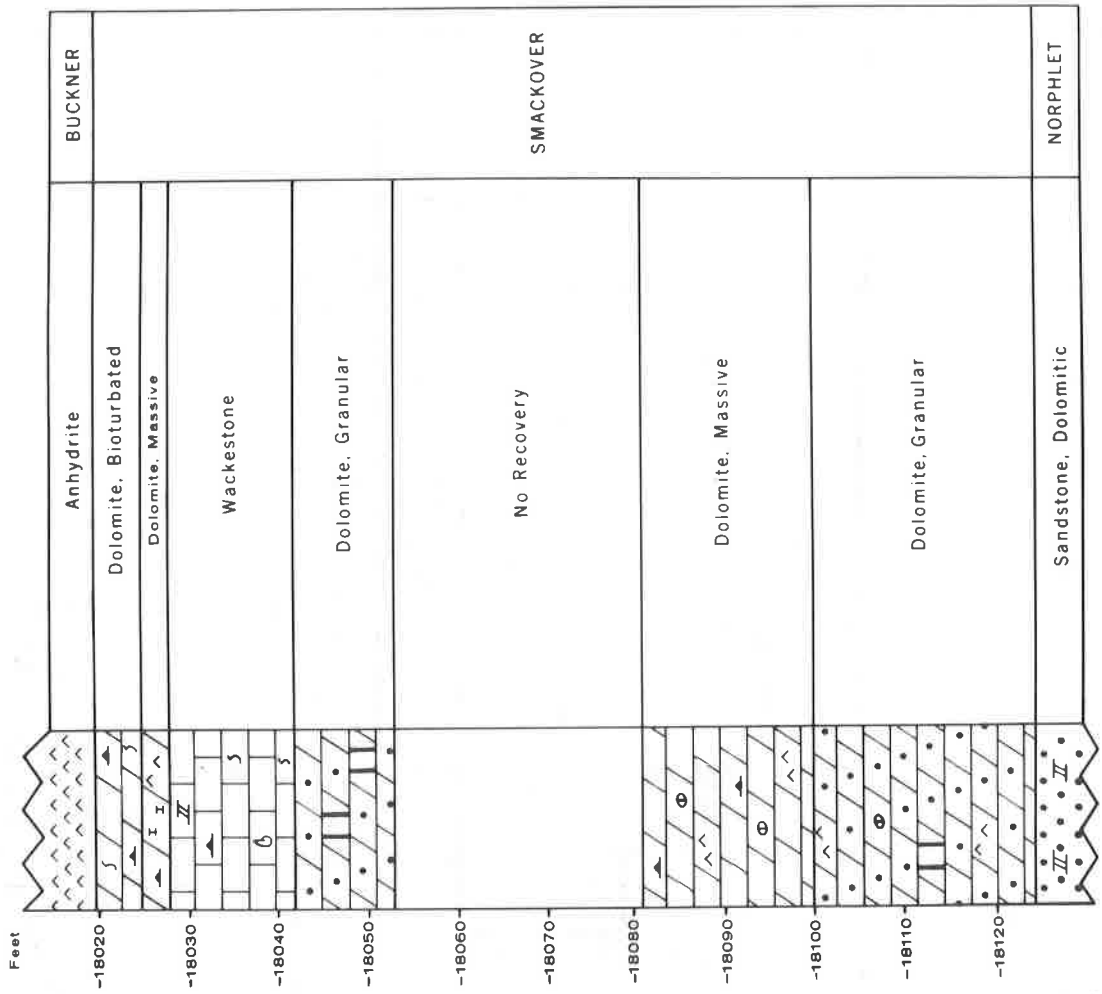 Feet
-18020
-18030
-18040
-18050
-18060
-18070
-18080
-18090
-18100
-18110
-18120
Anhydrite
Dolomite, Bioturbated
Dolomite, Massive
Wackestone
Dolomite, Granular
No Recovery
Dolomite, Massive
Dolomite, Granular
Sandstone, Dolomitic
BUCKNER
SMACKOVER
NORPHLET